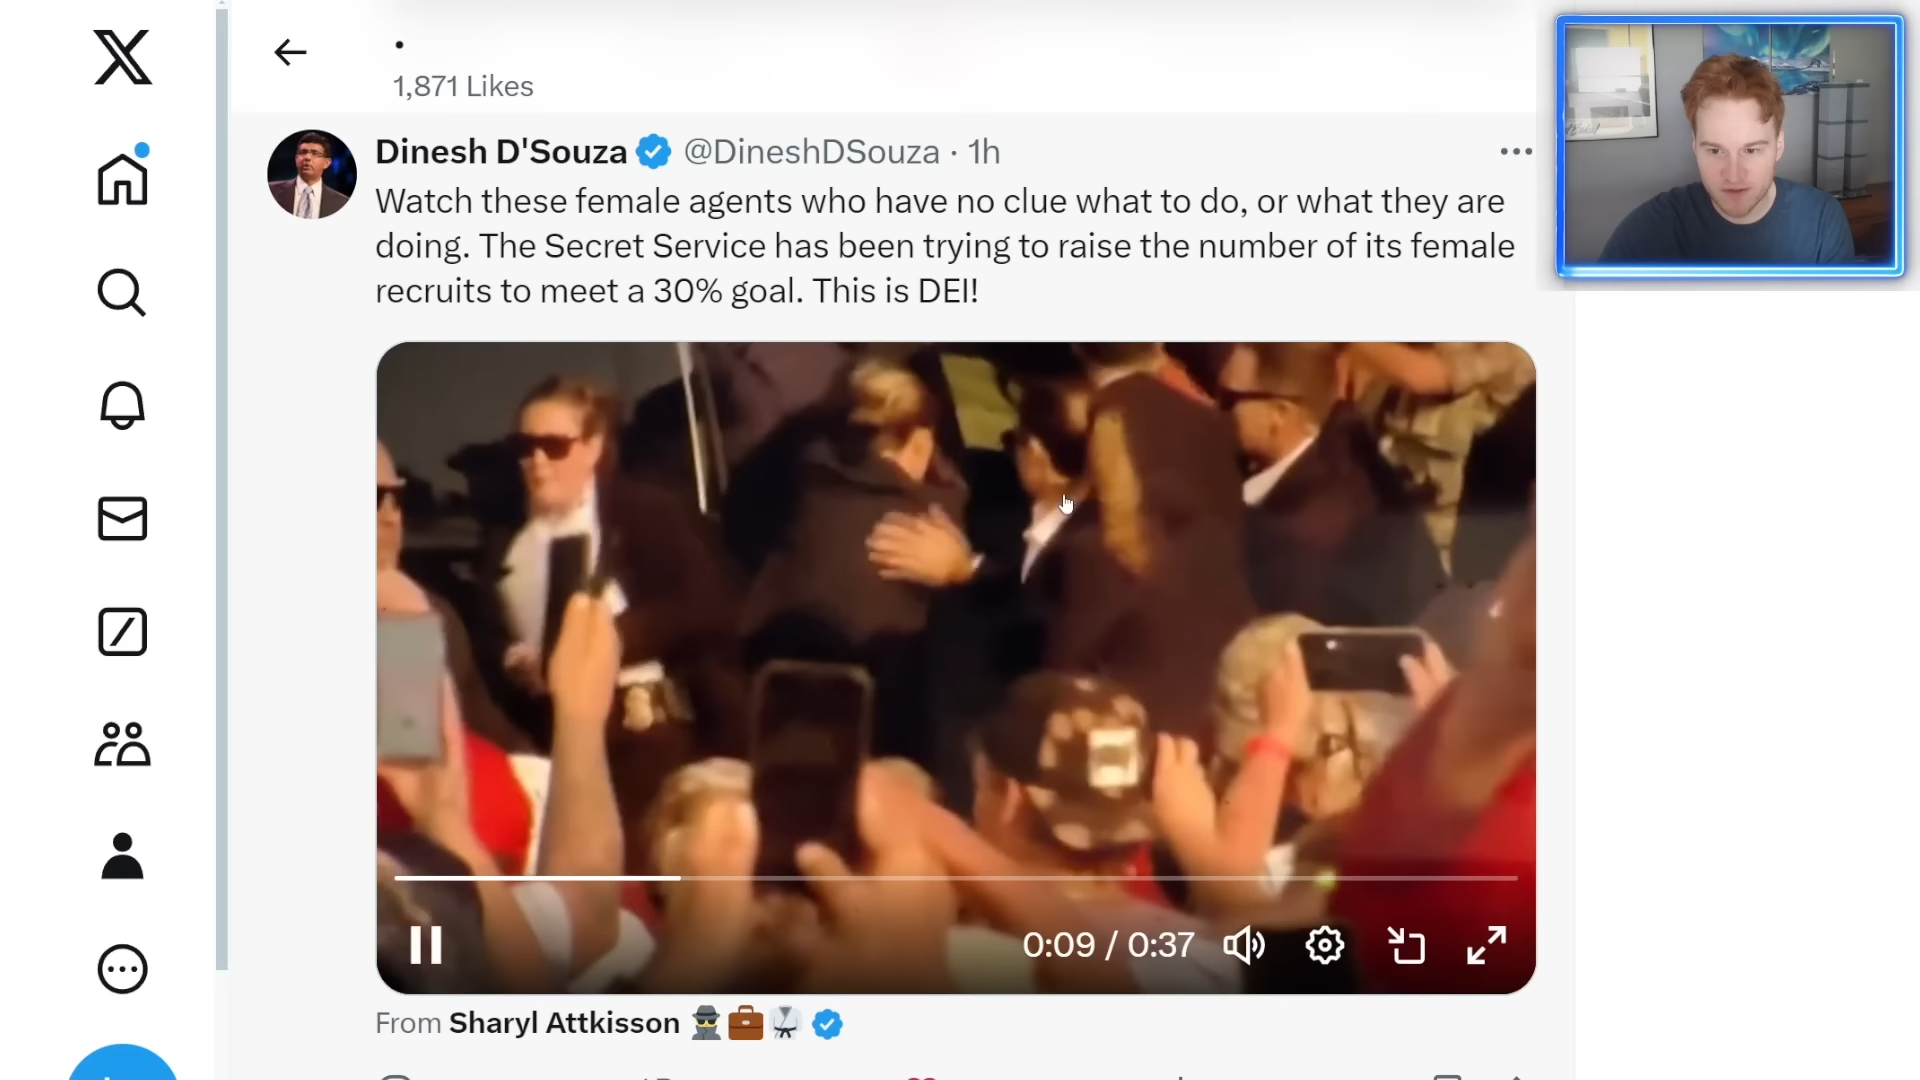 1,871 Likes
Dinesh D'Souza @DineshDSouza · 1h
Watch these female agents who have no clue what to do, or what they are
doing. The Secret Service has been trying to raise the number of its female
recruits to meet a 30% goal. This is DEI!
0:09 / 0:37
From Sharyl Attkisson